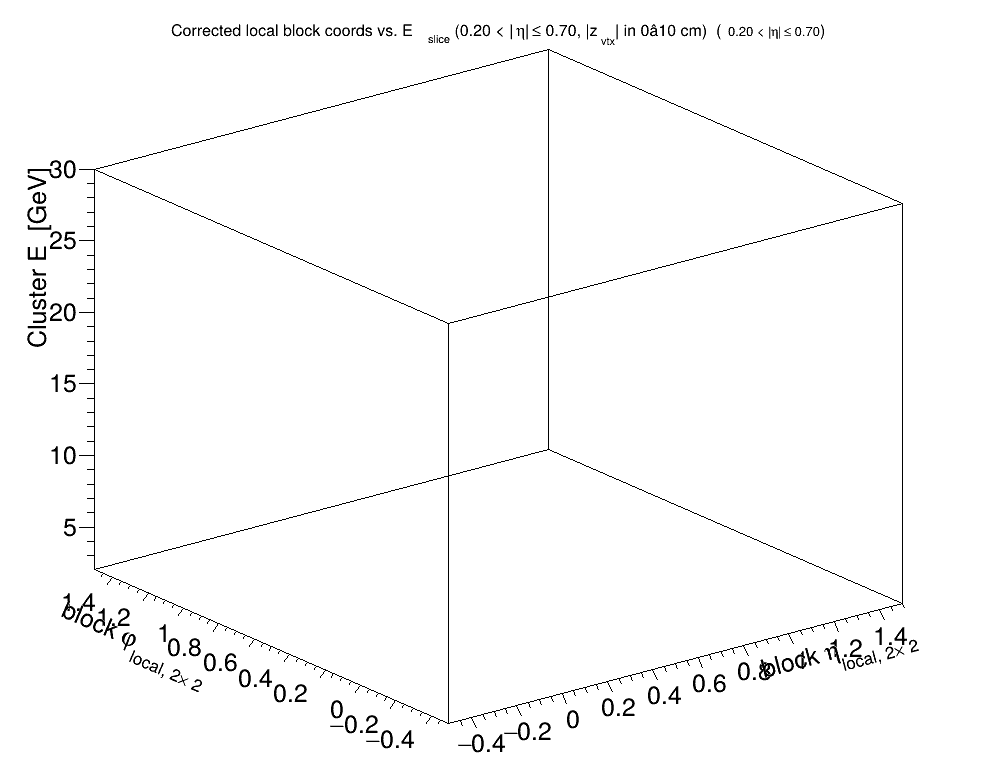 Corrected local block coords vs. E slice (0.20 < |η| ≤ 0.70, |z vtx| in 0â10 cm) ( 0.20 < |η| ≤ 0.70)
Cluster E [GeV]
30
25
20
15
10
5
1.4 1.2 1 0.8 0.6 0.4 0.2 0 −0.2 −0.4
block φ local, 2×2
−0.4 −0.2 0 0.2 0.4 0.6 0.8 1 1.2 1.4
block η local, 2×2